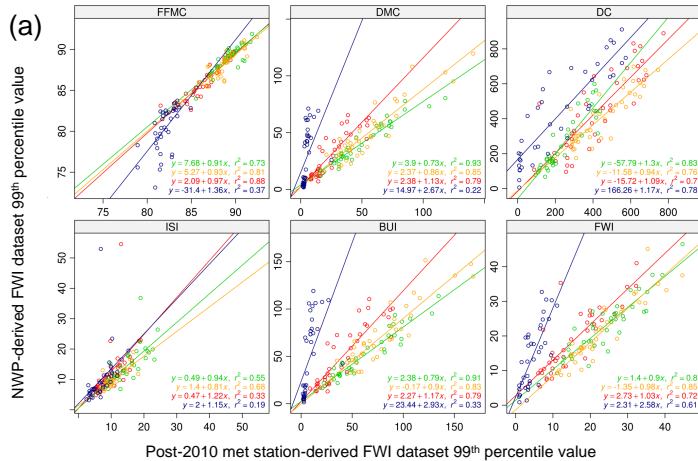 (a)
FFMC
DMC
DC
90
85
80
75
150
100
50
0
800
600
400
200
0
y = 7.68 + 0.91x, r² = 0.73
y = 5.27 + 0.93x, r² = 0.81
y = 2.09 + 0.97x, r² = 0.88
y = -31.4 + 1.36x, r² = 0.37
y = 3.9 + 0.73x, r² = 0.93
y = 2.37 + 0.86x, r² = 0.85
y = 2.38 + 1.13x, r² = 0.79
y = 14.97 + 2.67x, r² = 0.22
y = -57.79 + 1.3x, r² = 0.83
y = -11.58 + 0.94x, r² = 0.76
y = -15.72 + 1.09x, r² = 0.7
y = 166.26 + 1.17x, r² = 0.78
75 80 85 90
0 50 100
0 200 400 600 800
ISI
BUI
FWI
50
40
30
20
10
150
100
50
0
40
30
20
10
0
y = 0.49 + 0.94x, r² = 0.55
y = 1.4 + 0.81x, r² = 0.68
y = 0.47 + 1.22x, r² = 0.33
y = 2 + 1.15x, r² = 0.19
y = 2.38 + 0.79x, r² = 0.91
y = -0.17 + 0.9x, r² = 0.83
y = 2.27 + 1.17x, r² = 0.79
y = 23.44 + 2.93x, r² = 0.33
y = 1.4 + 0.9x, r² = 0.8
y = -1.38 + 0.98x, r² = 0.85
y = 2.73 + 1.03x, r² = 0.72
y = 2.31 + 2.58x, r² = 0.61
0 10 20 30 40 50
0 50 100 150
0 10 20 30 40
NWP-derived FWI dataset 99th percentile value
Post-2010 met station-derived FWI dataset 99th percentile value